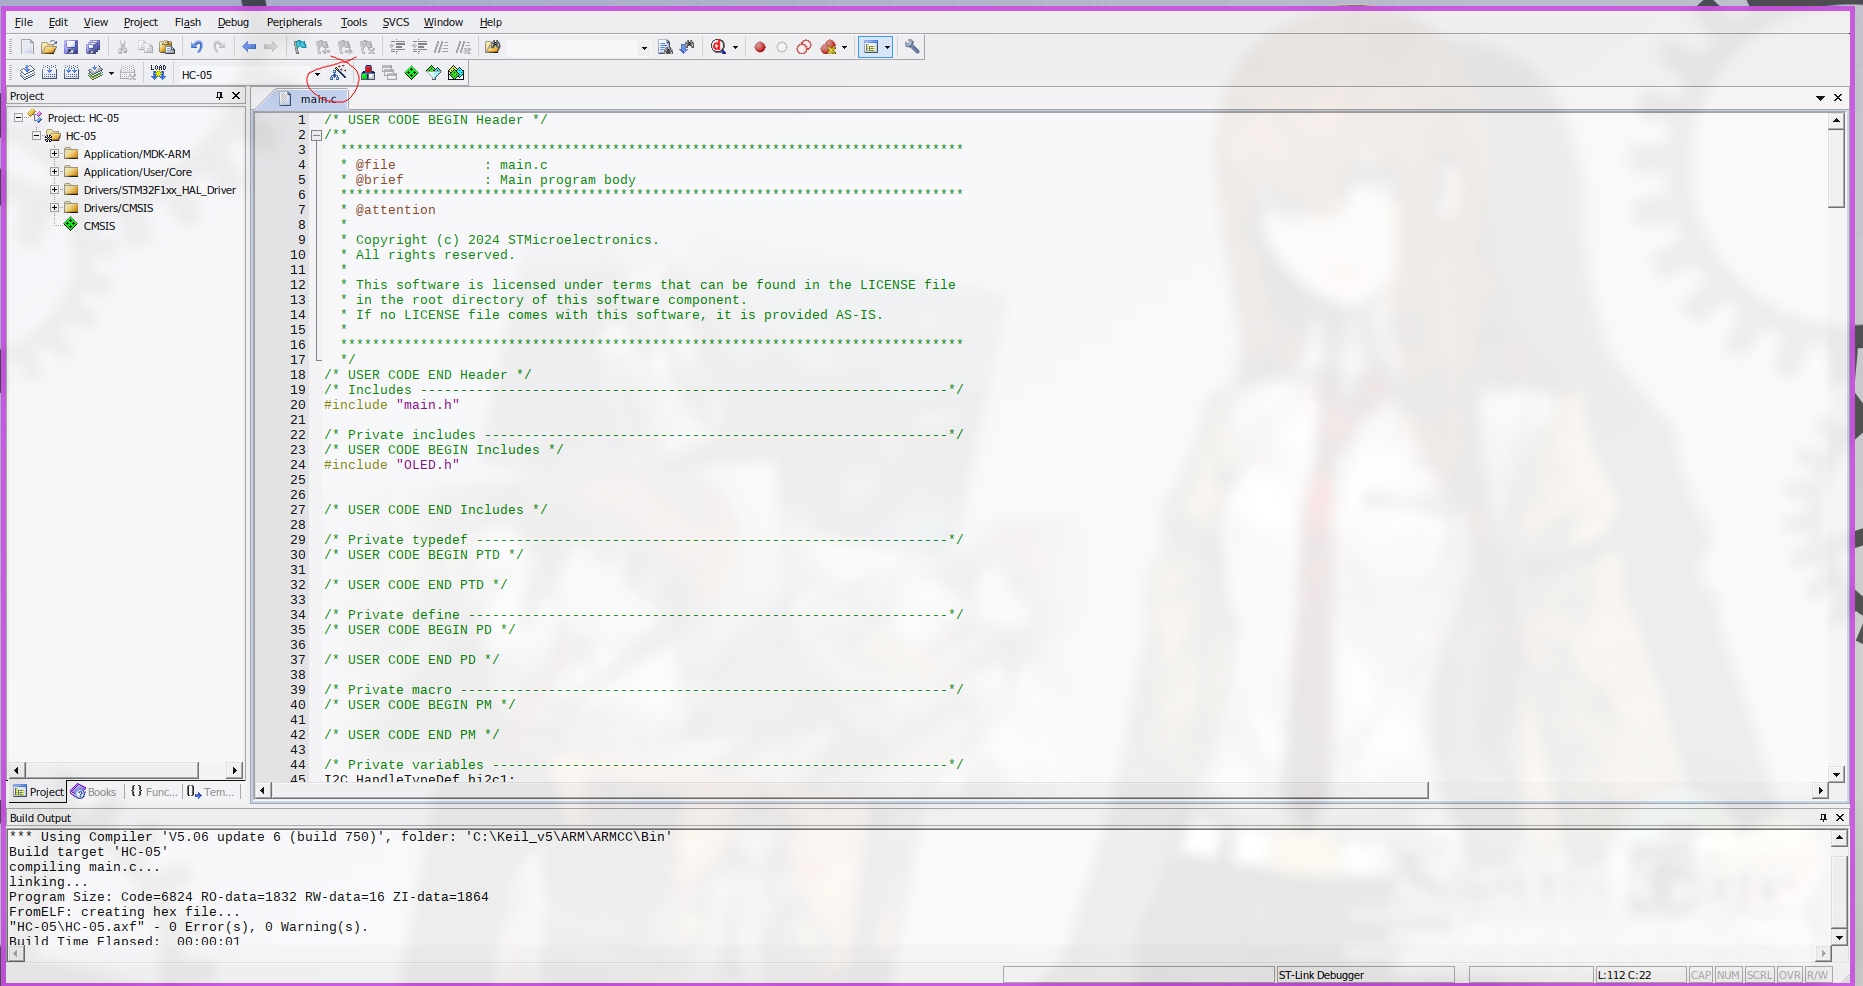 File Edit View Project Flash Debug Peripherals Tools SVCS Window Help
LOAD
HC-05
Project
main.c
Project: HC-05
HC-05
Application/MDK-ARM
Application/User/Core
Drivers/STM32F1xx_HAL_Driver
Drivers/CMSIS
CMSIS
1 /* USER CODE BEGIN Header */
2 /**
3 ******************************************************************************
4 * @file : main.c
5 * @brief : Main program body
6 ******************************************************************************
7 * @attention
8 *
9 * Copyright (c) 2024 STMicroelectronics.
10 * All rights reserved.
11 *
12 * This software is licensed under terms that can be found in the LICENSE file
13 * in the root directory of this software component.
14 * If no LICENSE file comes with this software, it is provided AS-IS.
15 *
16 ******************************************************************************
17 */
18 /* USER CODE END Header */
19 /* Includes ------------------------------------------------------------------*/
20 #include "main.h"
21
22 /* Private includes ----------------------------------------------------------*/
23 /* USER CODE BEGIN Includes */
24 #include "OLED.h"
25
26
27 /* USER CODE END Includes */
28
29 /* Private typedef -----------------------------------------------------------*/
30 /* USER CODE BEGIN PTD */
31
32 /* USER CODE END PTD */
33
34 /* Private define ------------------------------------------------------------*/
35 /* USER CODE BEGIN PD */
36
37 /* USER CODE END PD */
38
39 /* Private macro -------------------------------------------------------------*/
40 /* USER CODE BEGIN PM */
41
42 /* USER CODE END PM */
43
44 /* Private variables ---------------------------------------------------------*/
45 I2C_HandleTypeDef hi2c1;
Project Books {} Func... Tem...
Build Output
*** Using Compiler 'V5.06 update 6 (build 750)', folder: 'C:\Keil_v5\ARM\ARMCC\Bin'
Build target 'HC-05'
compiling main.c...
linking...
Program Size: Code=6824 RO-data=1832 RW-data=16 ZI-data=1864
FromELF: creating hex file...
"HC-05\HC-05.axf" - 0 Error(s), 0 Warning(s).
Build Time Elapsed: 00:00:01
ST-Link Debugger L:112 C:22 CAP NUM SCRL OVR R/W